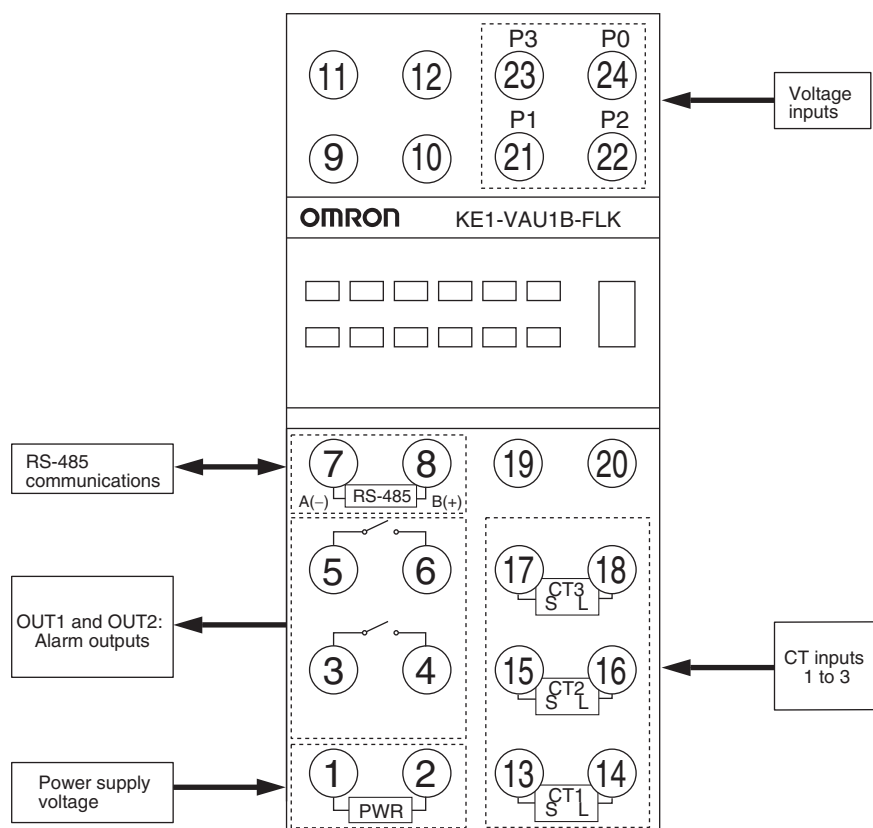 P3 P0
11 12 23 24
Voltage
inputs
P1 P2
9 10 21 22
OMRON KE1-VAU1B-FLK
RS-485
communications
7 8 19 20
A(−) RS-485 B(+)
5 6 17 18
CT3
S L
OUT1 and OUT2:
Alarm outputs
3 4 15 16
CT2
S L
CT inputs
1 to 3
Power supply
voltage
1 2 13 14
PWR
CT1
S L